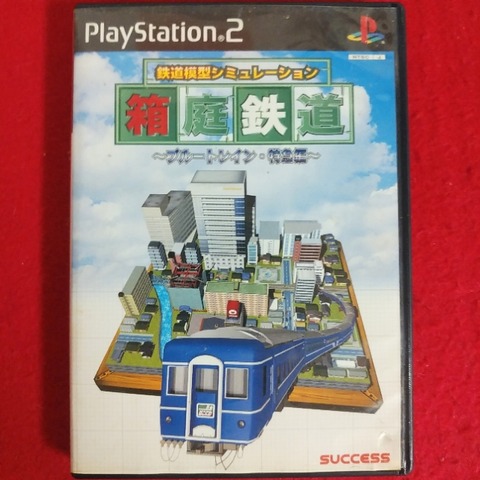 PlayStation®2
鉄道模型シミュレーション
箱庭鉄道
～ブルートレイン・特急編～
SUCCESS